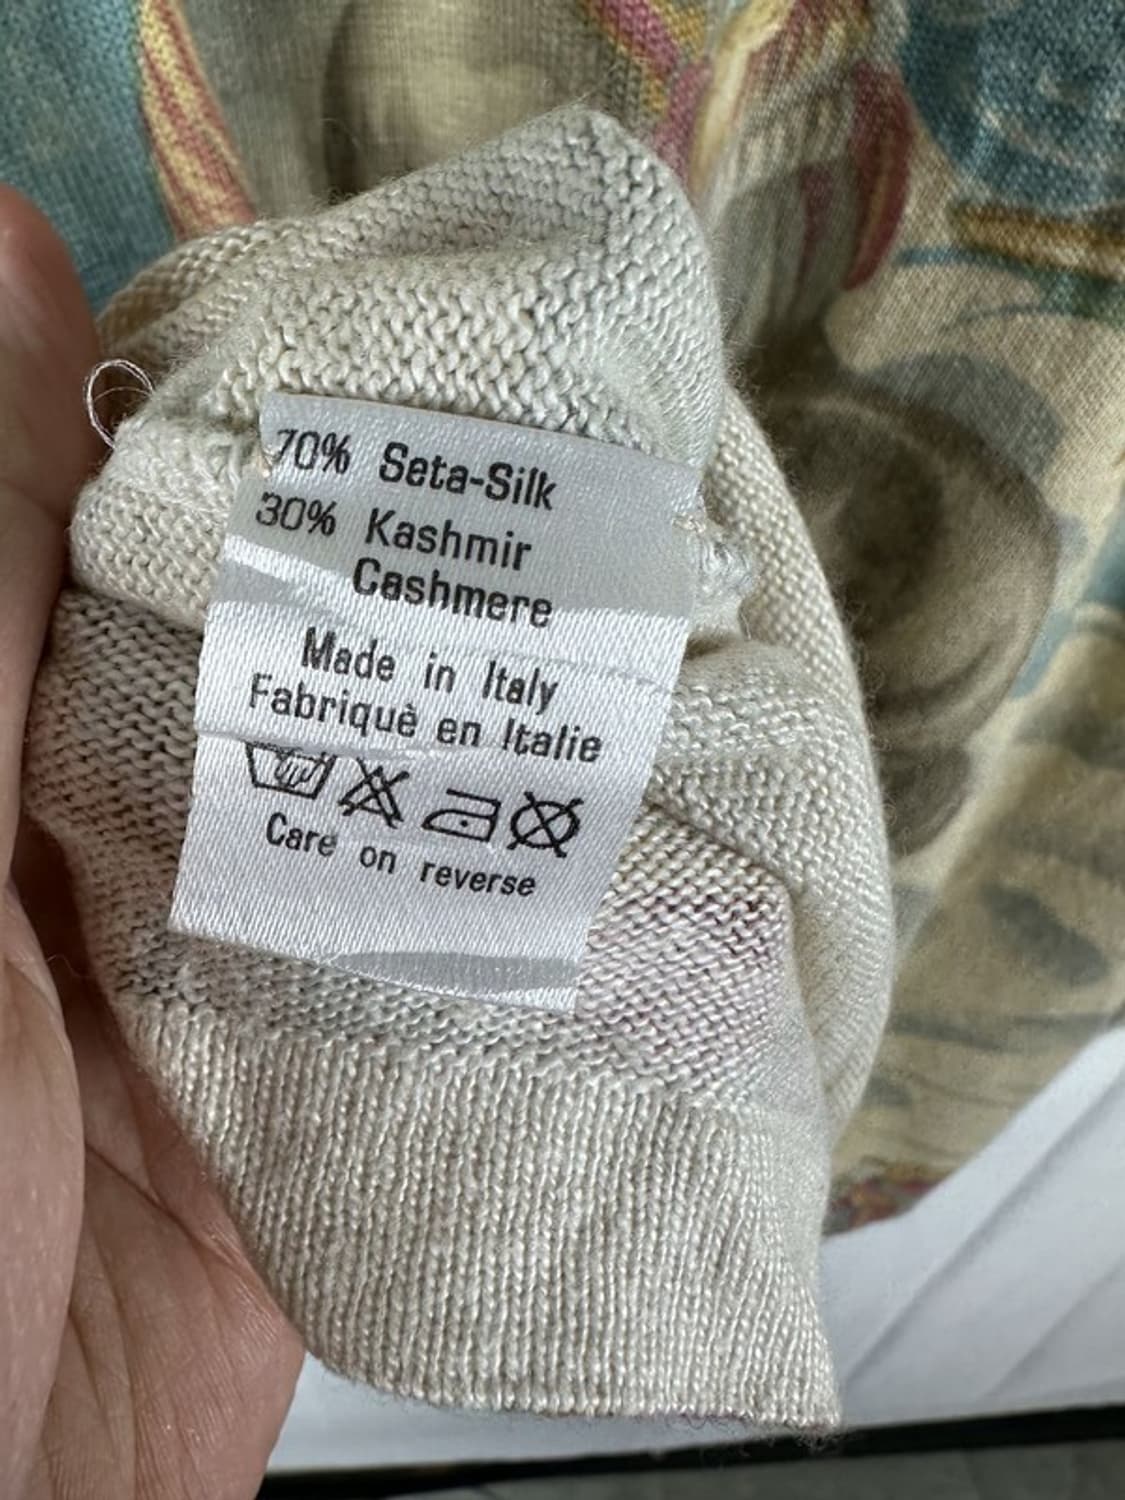 70% Seta-Silk
30% Kashmir
Cashmere
Made in Italy
Fabriquè en Italie
Care on reverse